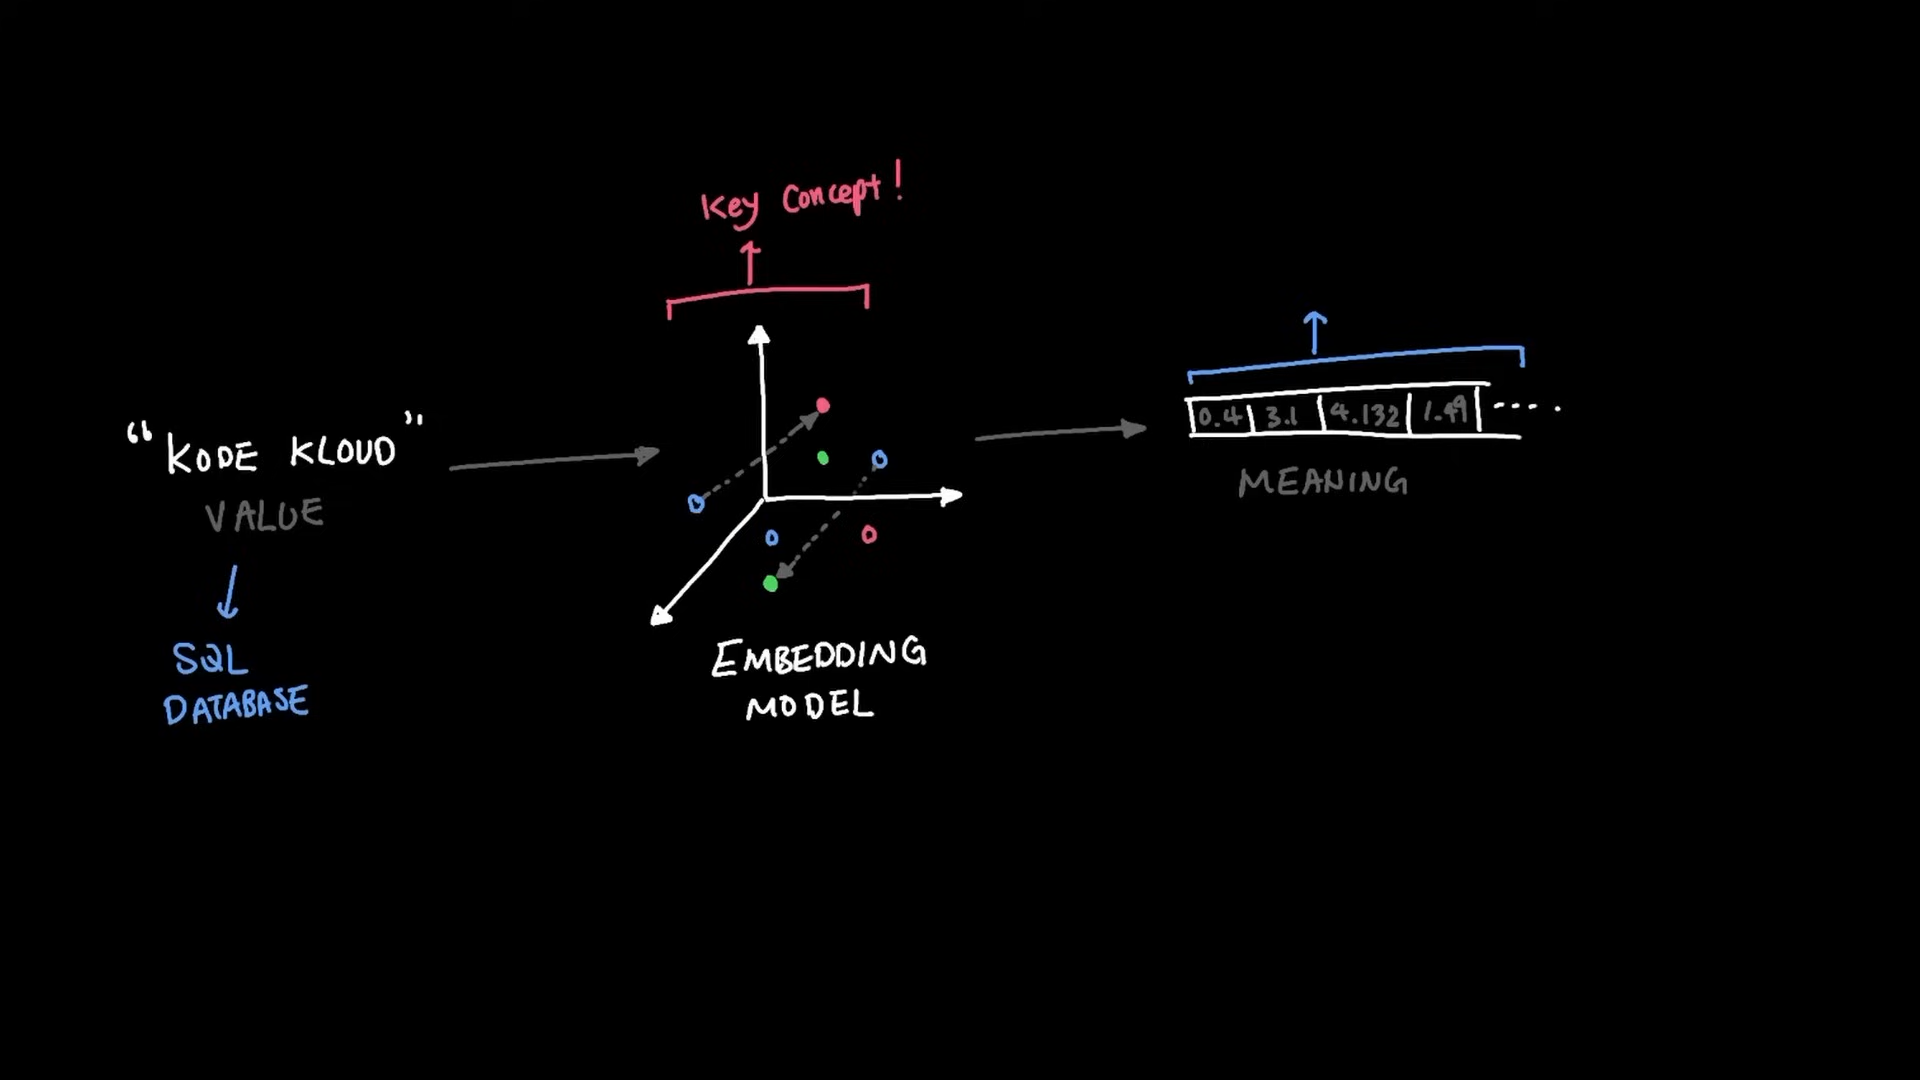 Key Concept!
“KODE KLOUD”
VALUE
SQL
DATABASE
EMBEDDING
MODEL
0.4 3.1 4.132 1.49 .....
MEANING